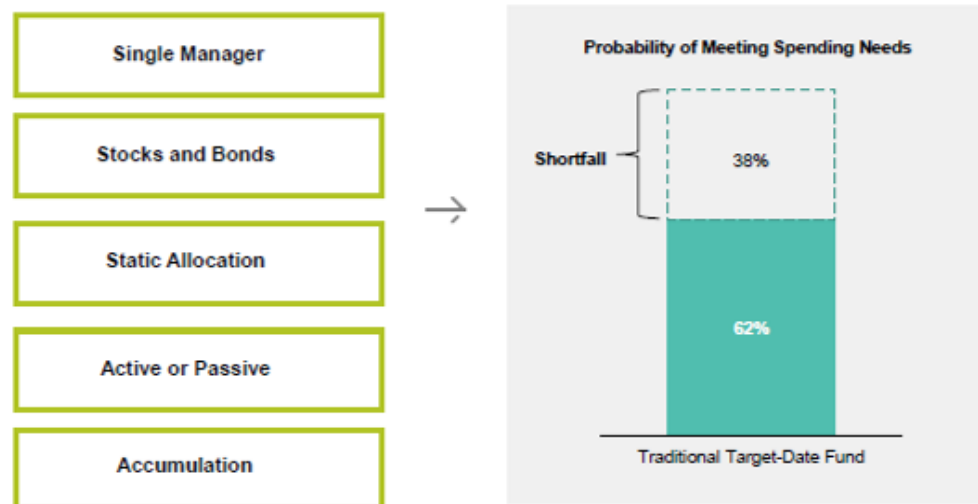 Single Manager
Stocks and Bonds
Static Allocation
Active or Passive
Accumulation
Probability of Meeting Spending Needs
Shortfall
38%
62%
Traditional Target-Date Fund